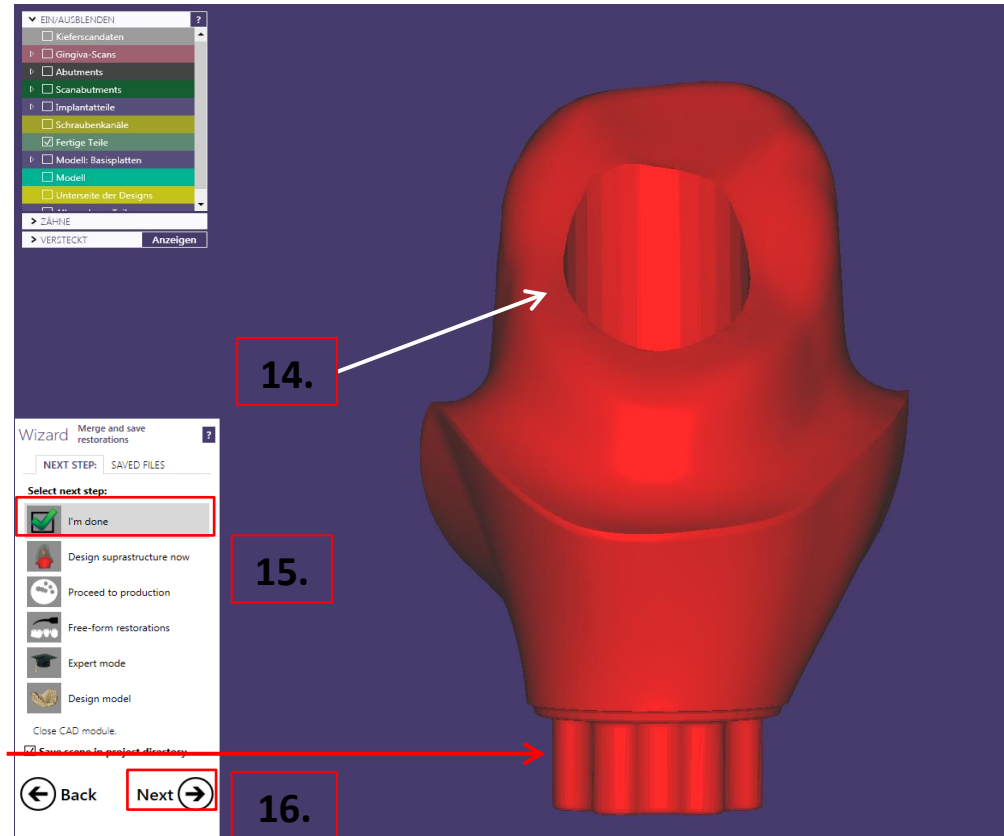 EIN/AUSBLENDEN ?
Kieferscandaten
Gingiva-Scans
Abutments
Scanabutments
Implantatteile
Schraubenkanäle
Fertige Teile
Modell: Basisplatten
Modell
Unterseite der Designs
ZÄHNE
VERSTECKT Anzeigen
14.
Wizard Merge and save
restorations ?
NEXT STEP: SAVED FILES
Select next step:
I'm done
Design suprastructure now
15.
Proceed to production
Free-form restorations
Expert mode
Design model
Close CAD module.
Save scene in project directory
Back Next
16.